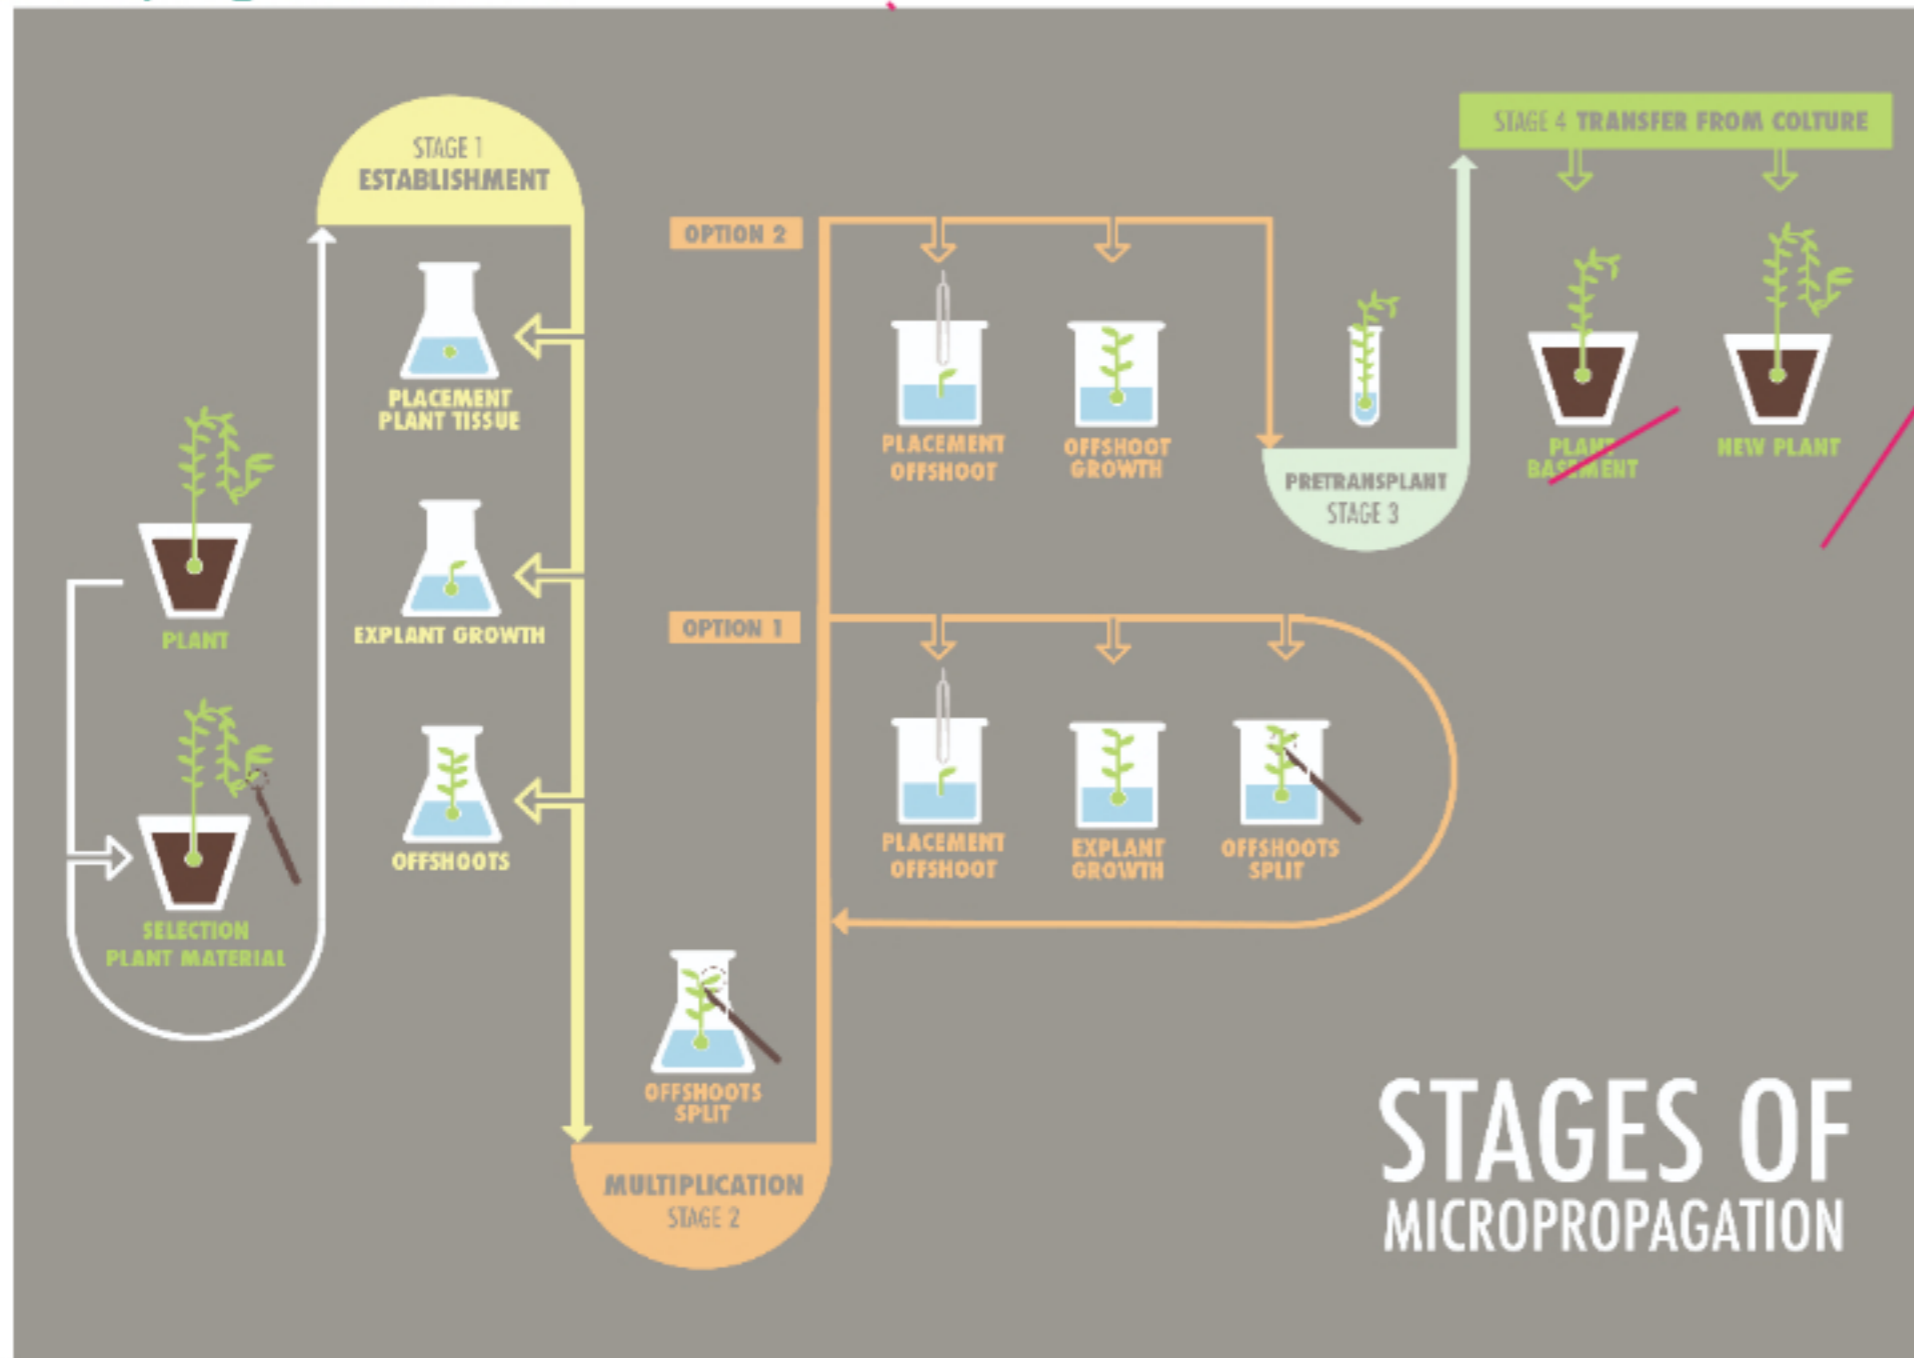 STAGE 1
ESTABLISHMENT
PLACEMENT
PLANT TISSUE
EXPLANT GROWTH
OFFSHOOTS
PLANT
SELECTION
PLANT MATERIAL
OFFSHOOTS
SPLIT
MULTIPLICATION
STAGE 2
OPTION 2
PLACEMENT
OFFSHOOT
OFFSHOOT
GROWTH
OPTION 1
PLACEMENT
OFFSHOOT
EXPLANT
GROWTH
OFFSHOOTS
SPLIT
PRETRANSPLANT
STAGE 3
STAGE 4 TRANSFER FROM COLTURE
PLANT
BASEMENT
NEW PLANT
STAGES OF
MICROPROPAGATION